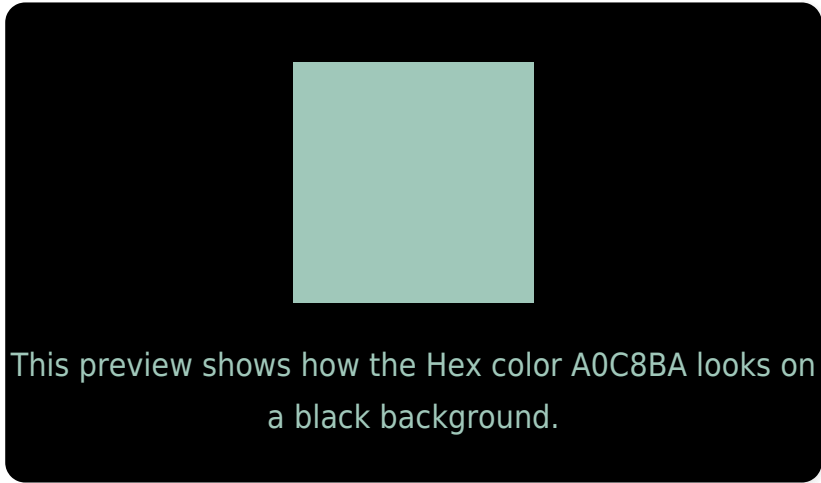 This preview shows how the Hex color A0C8BA looks on
a black background.